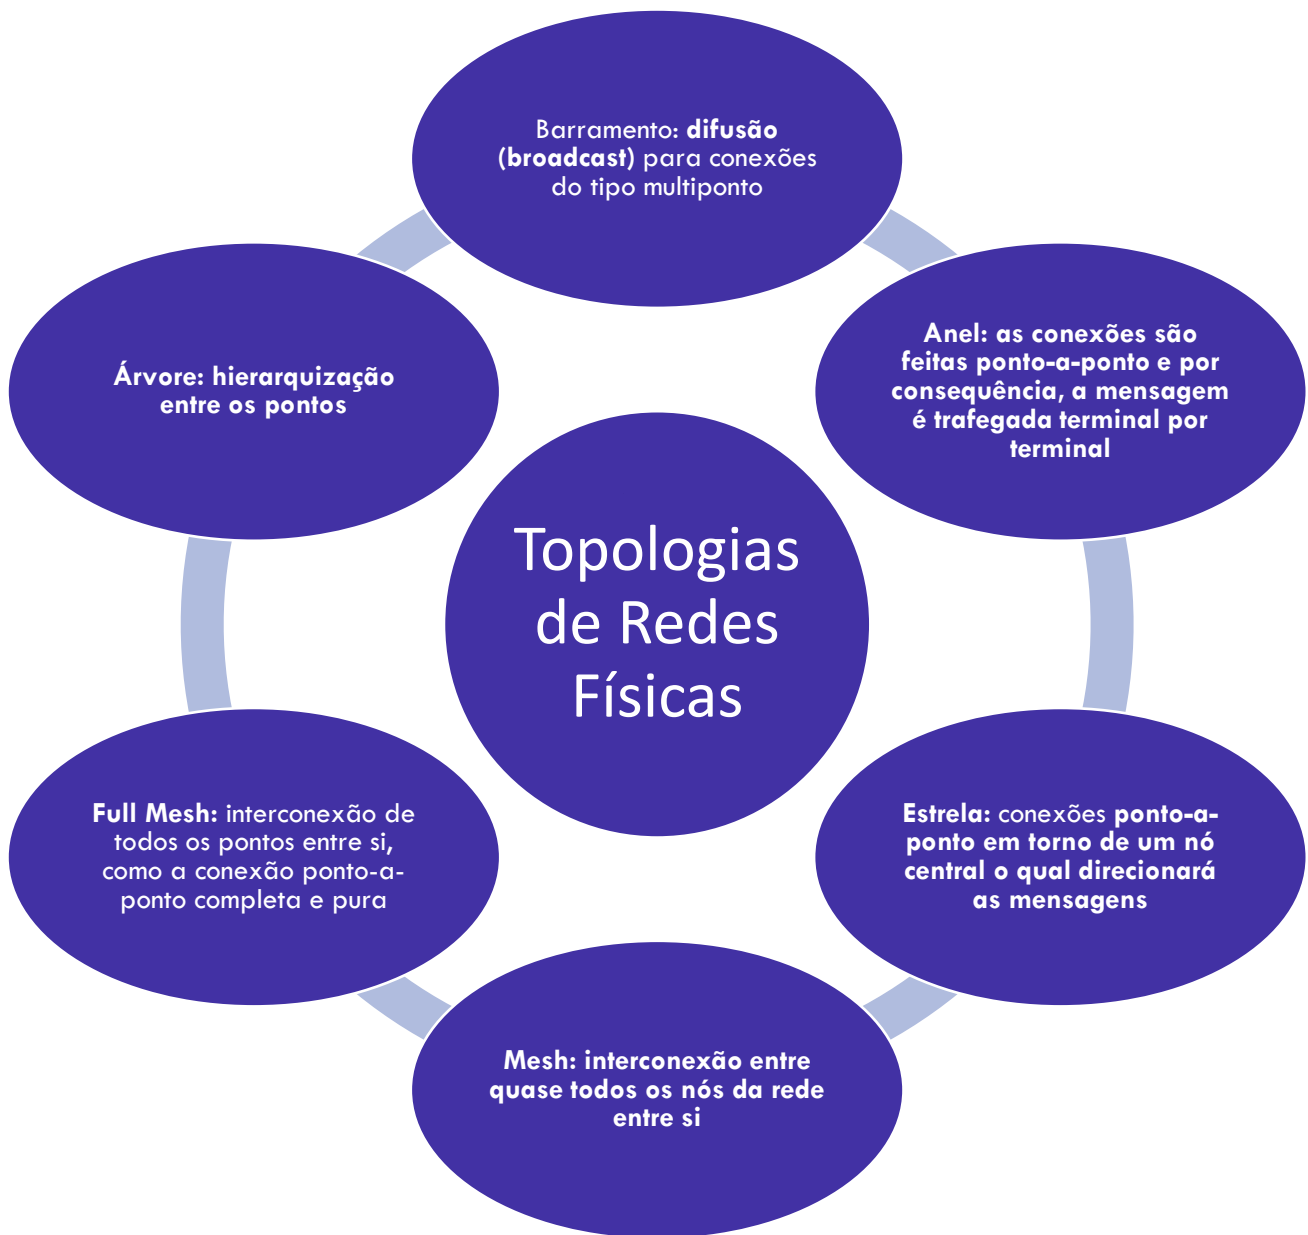 Barramento: difusão
(broadcast) para conexões
do tipo multiponto
Anel: as conexões são
feitas ponto-a-ponto e por
consequência, a mensagem
é trafegada terminal por
terminal
Estrela: conexões ponto-a-
ponto em torno de um nó
central o qual direcionará
as mensagens
Mesh: interconexão entre
quase todos os nós da rede
entre si
Full Mesh: interconexão de
todos os pontos entre si,
como a conexão ponto-a-
ponto completa e pura
Árvore: hierarquização
entre os pontos
Topologias
de Redes
Físicas